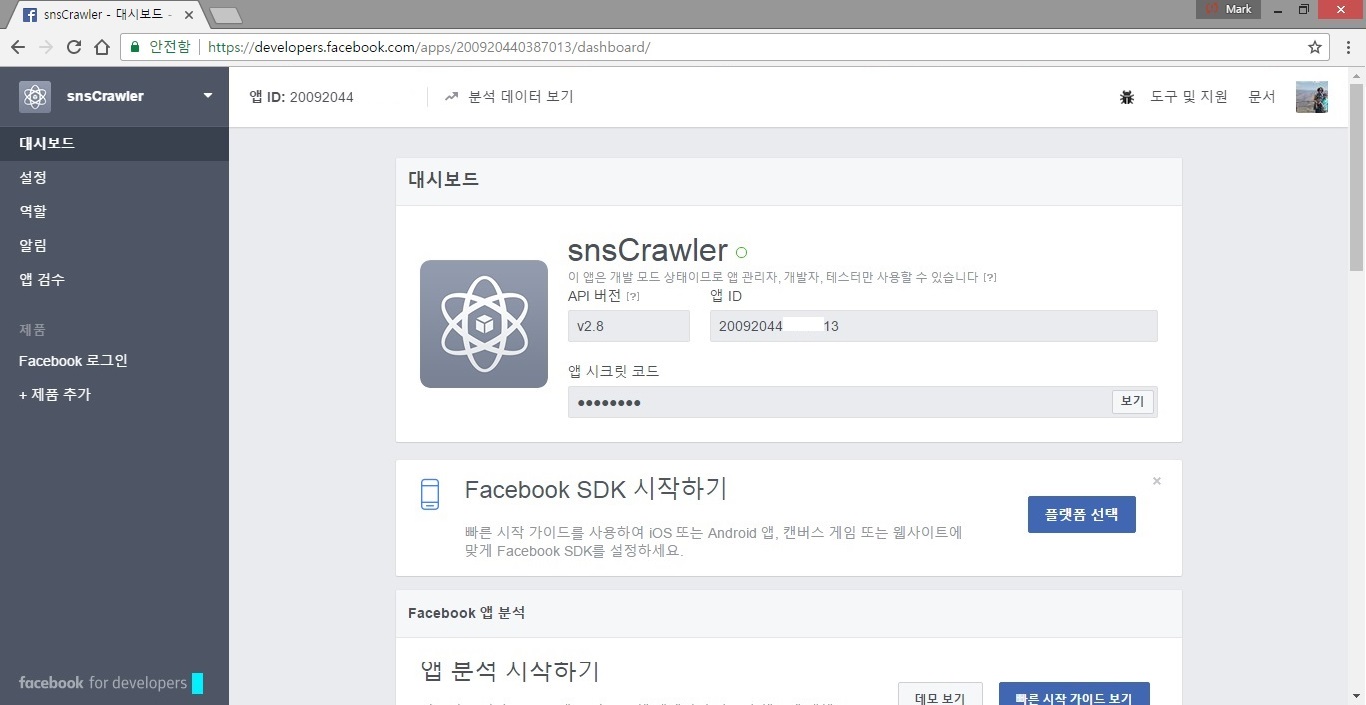 snsCrawler - 대시보드 -
Mark
안전함
https://developers.facebook.com/apps/200920440387013/dashboard/
snsCrawler
앱 ID: 20092044
분석 데이터 보기
도구 및 지원
문서
대시보드
설정
역할
알림
앱 검수
제품
Facebook 로그인
+ 제품 추가
facebook for developers
대시보드
snsCrawler
이 앱은 개발 모드 상태이므로 앱 관리자, 개발자, 테스터만 사용할 수 있습니다 [?]
API 버전 [?]
앱 ID
v2.8
20092044 13
앱 시크릿 코드
●●●●●●●●
보기
Facebook SDK 시작하기
빠른 시작 가이드를 사용하여 iOS 또는 Android 앱, 캔버스 게임 또는 웹사이트에
맞게 Facebook SDK를 설정하세요.
플랫폼 선택
Facebook 앱 분석
앱 분석 시작하기
데모 보기
빠른 시작 가이드 보기